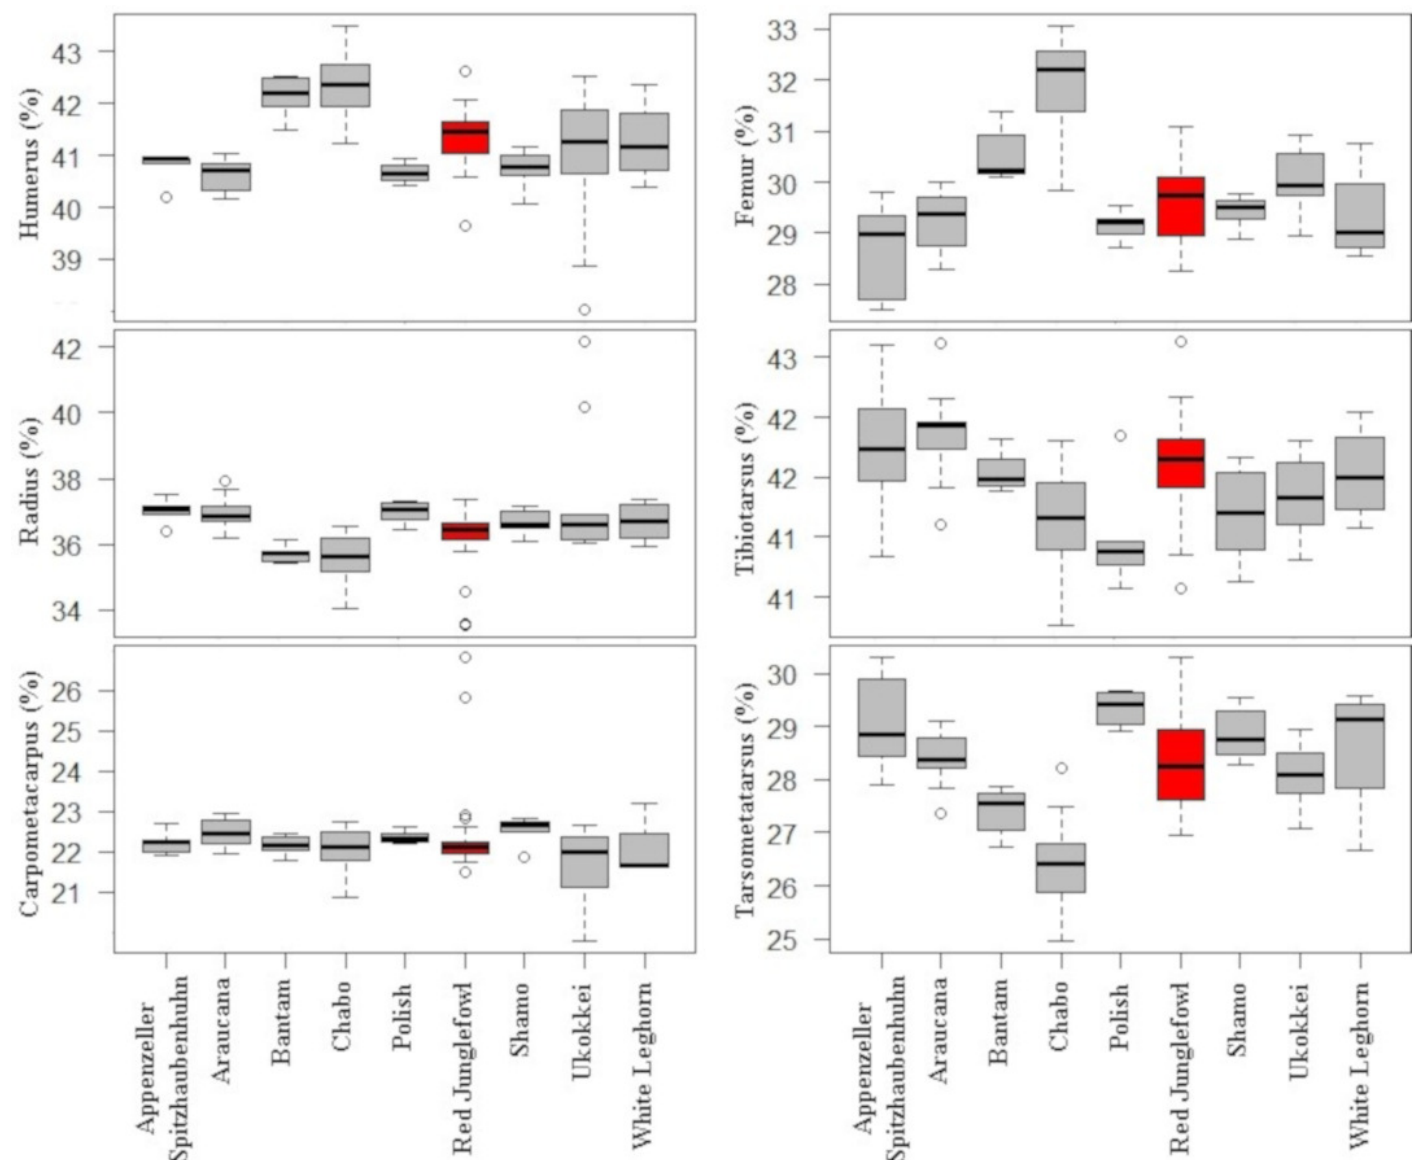 Humerus (%)
43
42
41
40
39
Femur (%)
33
32
31
30
29
28
Radius (%)
42
40
38
36
34
Tibiotarsus (%)
43
42
42
41
41
Carpometacarpus (%)
26
25
24
23
22
21
Tarsometatarsus (%)
30
29
28
27
26
25
Appenzeller
Spitzhaubenhuhn
Araucana
Bantam
Chabo
Polish
Red Junglefowl
Shamo
Ukokkei
White Leghorn
Appenzeller
Spitzhaubenhuhn
Araucana
Bantam
Chabo
Polish
Red Junglefowl
Shamo
Ukokkei
White Leghorn